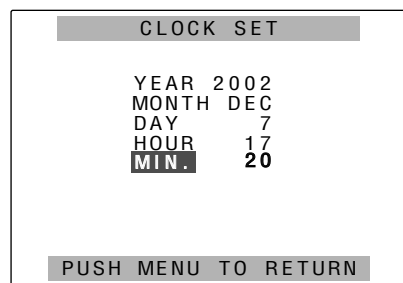 CLOCK SET
YEAR 2002
MONTH DEC
DAY 7
HOUR 17
MIN. 20
PUSH MENU TO RETURN